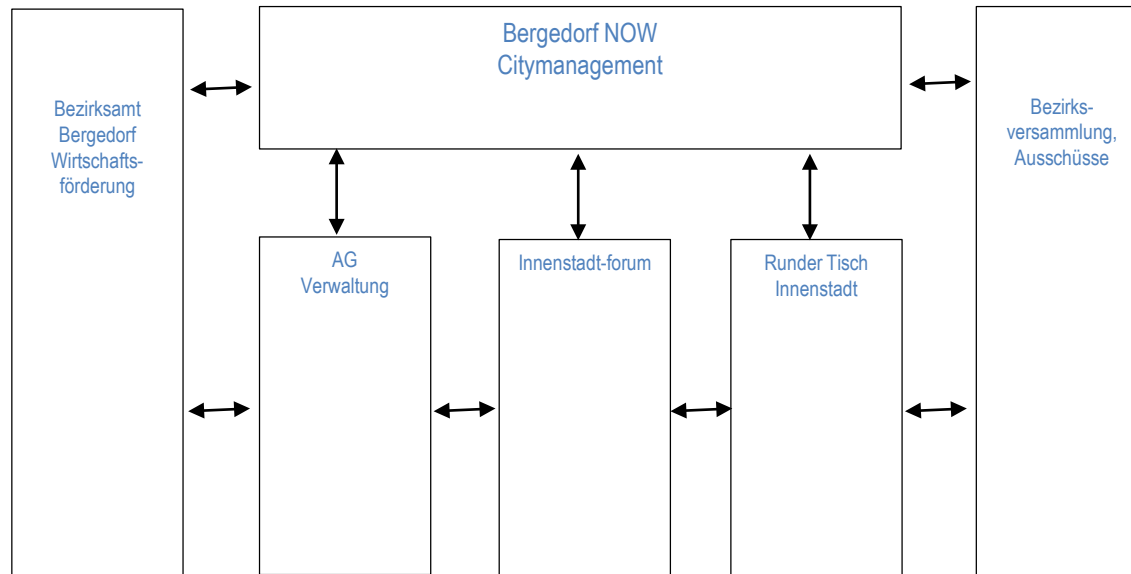 Bergedorf NOW
Citymanagement
Bezirksamt
Bergedorf
Wirtschafts-
förderung
Bezirks-
versammlung,
Ausschüsse
AG
Verwaltung
Innenstadt-forum
Runder Tisch
Innenstadt